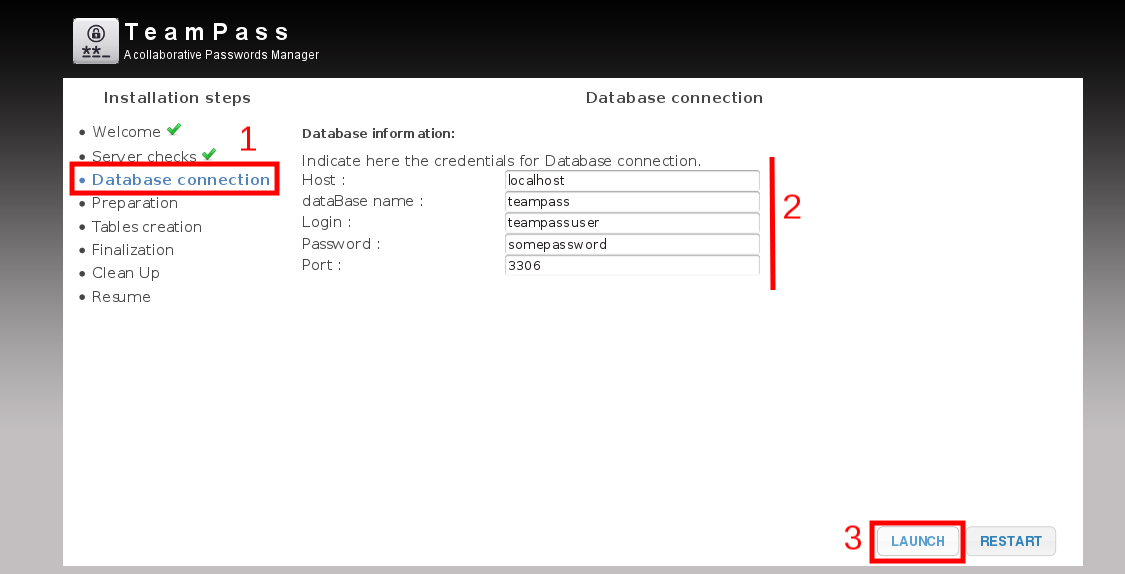 TeamPass
A collaborative Passwords Manager
Installation steps
Welcome
Server checks
Database connection
Preparation
Tables creation
Finalization
Clean Up
Resume
1
Database connection
Database information:
Indicate here the credentials for Database connection.
Host : localhost
dataBase name : teampass
Login : teampassuser
Password : somepassword
Port : 3306
2
3
LAUNCH RESTART